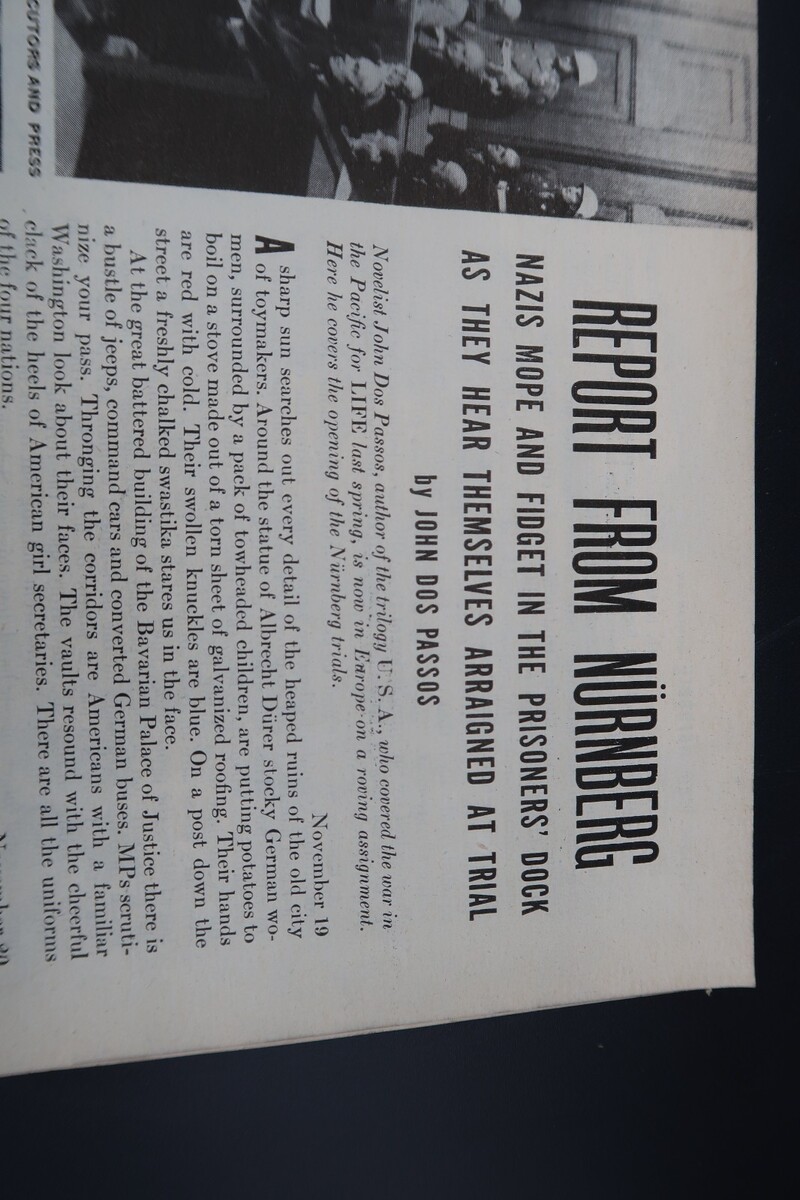 CUTORS AND PRESS
REPORT FROM NÜRNBERG
NAZIS MOPE AND FIDGET IN THE PRISONERS' DOCK
AS THEY HEAR THEMSELVES ARRAIGNED AT TRIAL
by JOHN DOS PASSOS
Novelist John Dos Passos, author of the trilogy U. S. A., who covered the war in
the Pacific for LIFE last spring, is now in Europe on a roving assignment.
Here he covers the opening of the Nürnberg trials.
November 19
A sharp sun searches out every detail of the heaped ruins of the old city
of toymakers. Around the statue of Albrecht Dürer stocky German wo-
men, surrounded by a pack of towheaded children, are putting potatoes to
boil on a stove made out of a torn sheet of galvanized roofing. Their hands
are red with cold. Their swollen knuckles are blue. On a post down the
street a freshly chalked swastika stares us in the face.
At the great battered building of the Bavarian Palace of Justice there is
a bustle of jeeps, command cars and converted German buses. MPs scruti-
nize your pass. Thronging the corridors are Americans with a familiar
Washington look about their faces. The vaults resound with the cheerful
clack of the heels of American girl secretaries. There are all the uniforms
of the four nations.
November 20